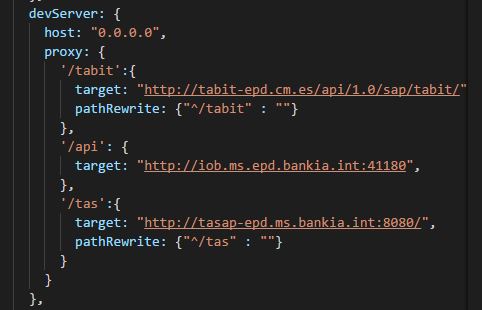 devServer: {
host: "0.0.0.0",
proxy: {
'/tabit':{
target: "http://tabit-epd.cm.es/api/1.0/sap/tabit/"
pathRewrite: {"^/tabit" : ""}
},
'/api': {
target: "http://iob.ms.epd.bankia.int:41180",
},
'/tas':{
target: "http://tasap-epd.ms.bankia.int:8080/",
pathRewrite: {"^/tas" : ""}
}
}
},